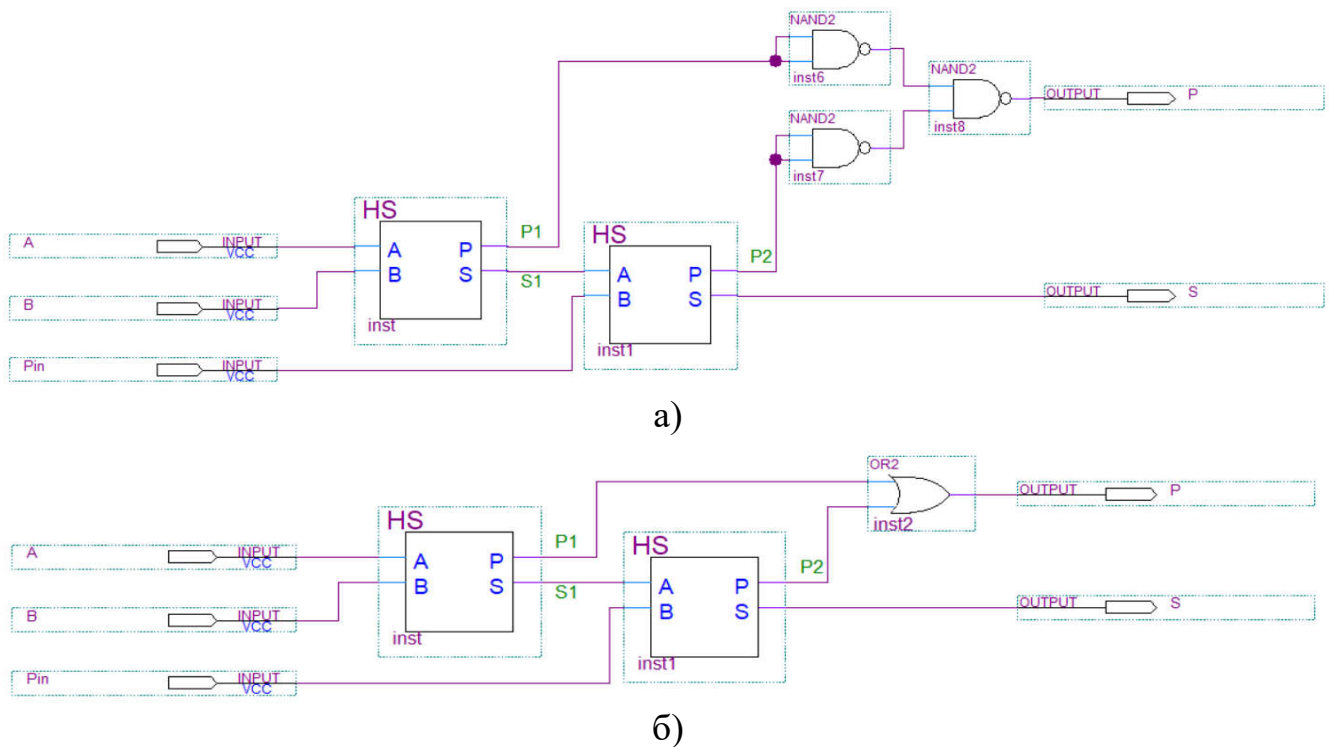 NAND2
inst6
NAND2
inst8
OUTPUT P
NAND2
inst7
HS
A P
B S
inst
P1
S1
HS
A P
B S
inst1
P2
A INPUT
VCC
B INPUT
VCC
Pin INPUT
VCC
OUTPUT S
а)
OR2
inst2
OUTPUT P
HS
A P
B S
inst
P1
S1
HS
A P
B S
inst1
P2
A INPUT
VCC
B INPUT
VCC
Pin INPUT
VCC
OUTPUT S
б)